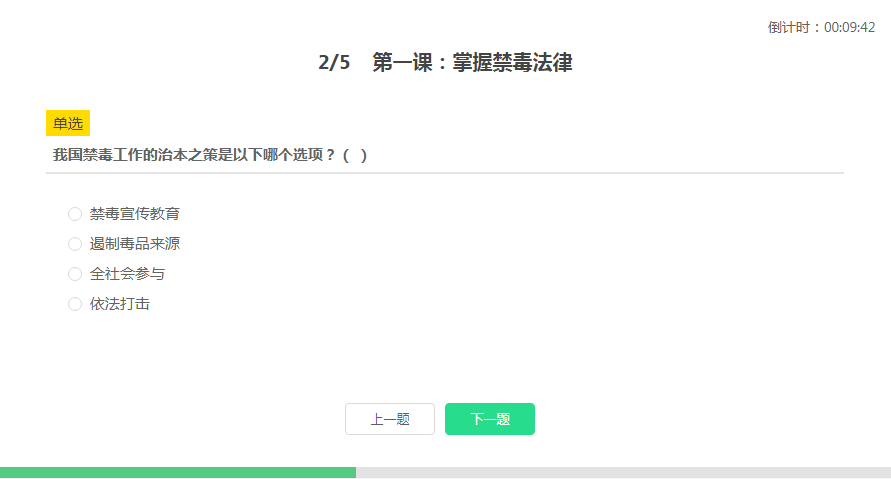 倒计时：00:09:42
2/5 第一课：掌握禁毒法律
单选
我国禁毒工作的治本之策是以下哪个选项？（ ）
禁毒宣传教育
遏制毒品来源
全社会参与
依法打击
上一题 下一题